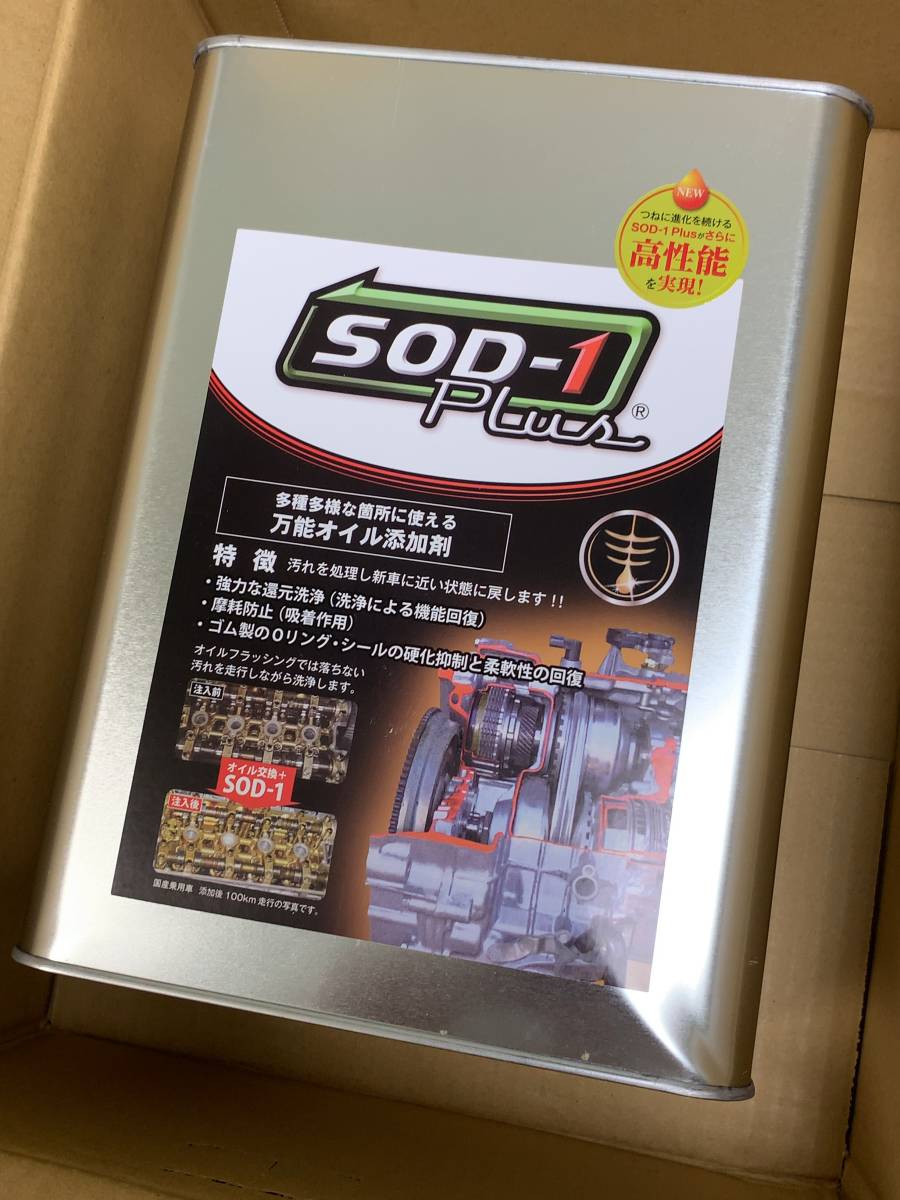 NEW
つねに進化を続ける
SOD-1 Plusがさらに
高性能
を実現!
SOD-1
Plus®
多種多様な箇所に使える
万能オイル添加剤
特 徴 汚れを処理し新車に近い状態に戻します!!
・強力な還元洗浄(洗浄による機能回復)
・摩耗防止(吸着作用)
・ゴム製のOリング・シールの硬化抑制と柔軟性の回復
オイルフラッシングでは落ちない
汚れを走行しながら洗浄します。
注入前
オイル交換+
SOD-1
注入後
国産乗用車 添加後100km走行の写真です。